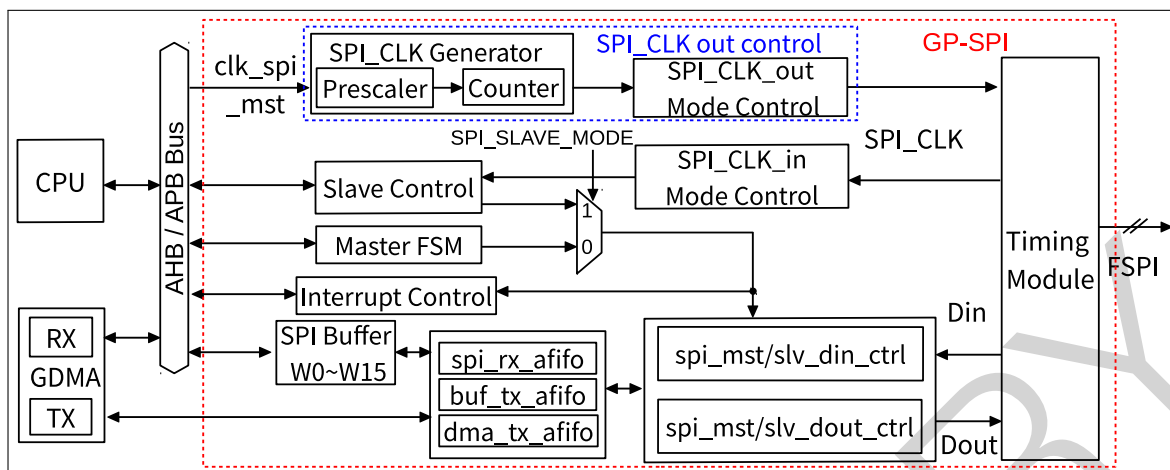 SPI_CLK out control
GP-SPI
clk_spi
_mst
SPI_CLK Generator
Prescaler
Counter
SPI_CLK_out
Mode Control
SPI_SLAVE_MODE
SPI_CLK
CPU
AHB / APB Bus
Slave Control
SPI_CLK_in
Mode Control
1
0
Master FSM
Timing
Module
FSPI
Interrupt Control
Din
RX
GDMA
TX
SPI Buffer
W0~W15
spi_rx_afifo
buf_tx_afifo
dma_tx_afifo
spi_mst/slv_din_ctrl
spi_mst/slv_dout_ctrl
Dout